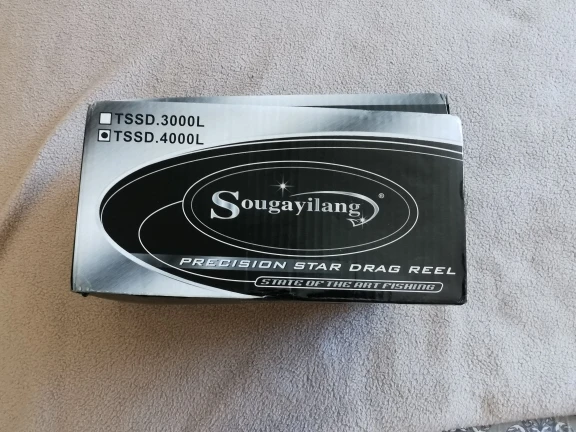 TSSD.3000L
TSSD.4000L
Sougayilang®
PRECISION STAR DRAG REEL
STATE OF THE ART FISHING